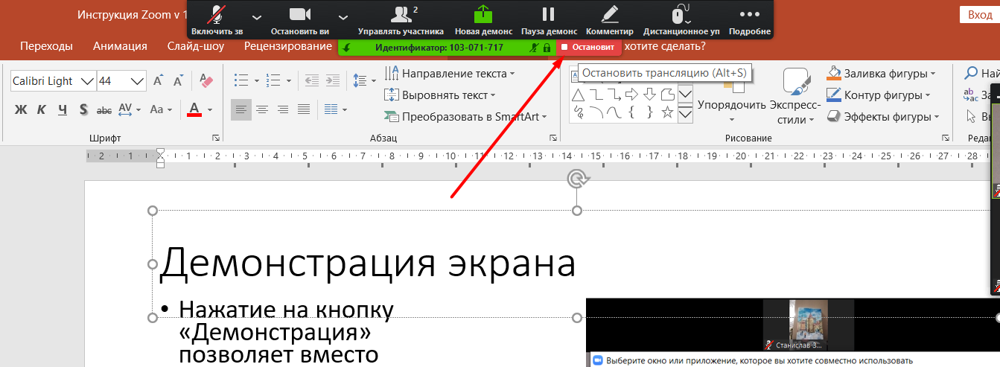 Инструкция Zoom v 1
Вход
2
Включить зв Остановить ви Управлять участника Новая демонс Пауза демонс Комментир Дистанционное уп Подробне
Переходы Анимация Слайд-шоу Рецензирование Идентификатор: 103-071-717 Остановит хотите сделать?
Остановить трансляцию (Alt+S)
Calibri Light 44 Направление текста Заливка фигуры Най
Выровнять текст Упорядочить Экспресс-стили Контур фигуры За
Ж К Ч S abc AV Aa А Преобразовать в SmartArt Эффекты фигуры Вы
Шрифт Абзац Рисование Редак
2 1 1 2 3 4 5 6 7 8 9 10 11 12 13 14 15 16 17 18 19 20 21 22 23 24 25 26 27 28
Демонстрация экрана
• Нажатие на кнопку
«Демонстрация»
позволяет вместо
Станислав З...
Выберите окно или приложение, которое вы хотите совместно использовать